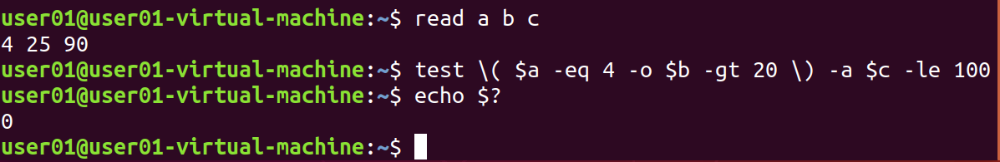 user01@user01-virtual-machine:~$ read a b c
4 25 90
user01@user01-virtual-machine:~$ test \( $a -eq 4 -o $b -gt 20 \) -a $c -le 100
user01@user01-virtual-machine:~$ echo $?
0
user01@user01-virtual-machine:~$